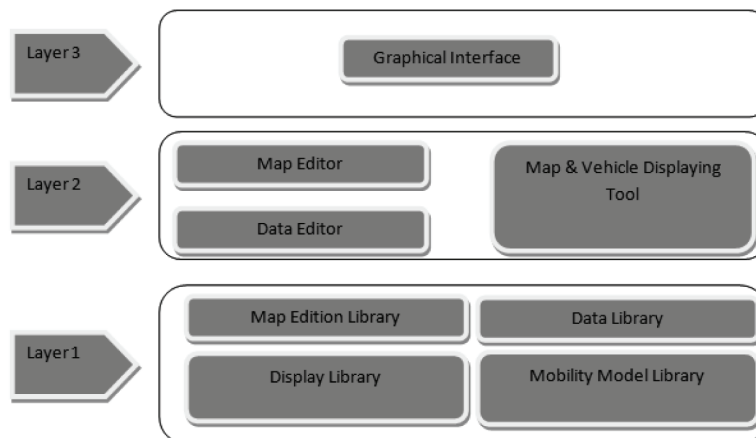 Layer 3
Graphical Interface
Layer 2
Map Editor
Data Editor
Map & Vehicle Displaying
Tool
Layer 1
Map Edition Library
Data Library
Display Library
Mobility Model Library